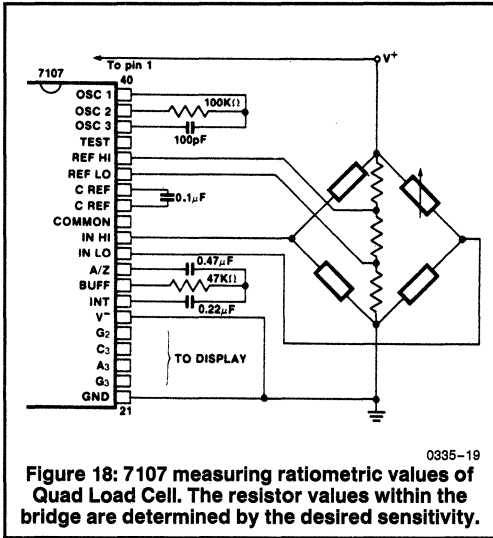 To pin 1
V+
7107
40
OSC 1
OSC 2
100KΩ
OSC 3
100pF
TEST
REF HI
REF LO
C REF
0.1μF
C REF
COMMON
IN HI
IN LO
0.47μF
A/Z
BUFF
47KΩ
INT
0.22μF
V−
G2
C3
TO DISPLAY
A3
G3
GND
21
0335-19
Figure 18: 7107 measuring ratiometric values of
Quad Load Cell. The resistor values within the
bridge are determined by the desired sensitivity.